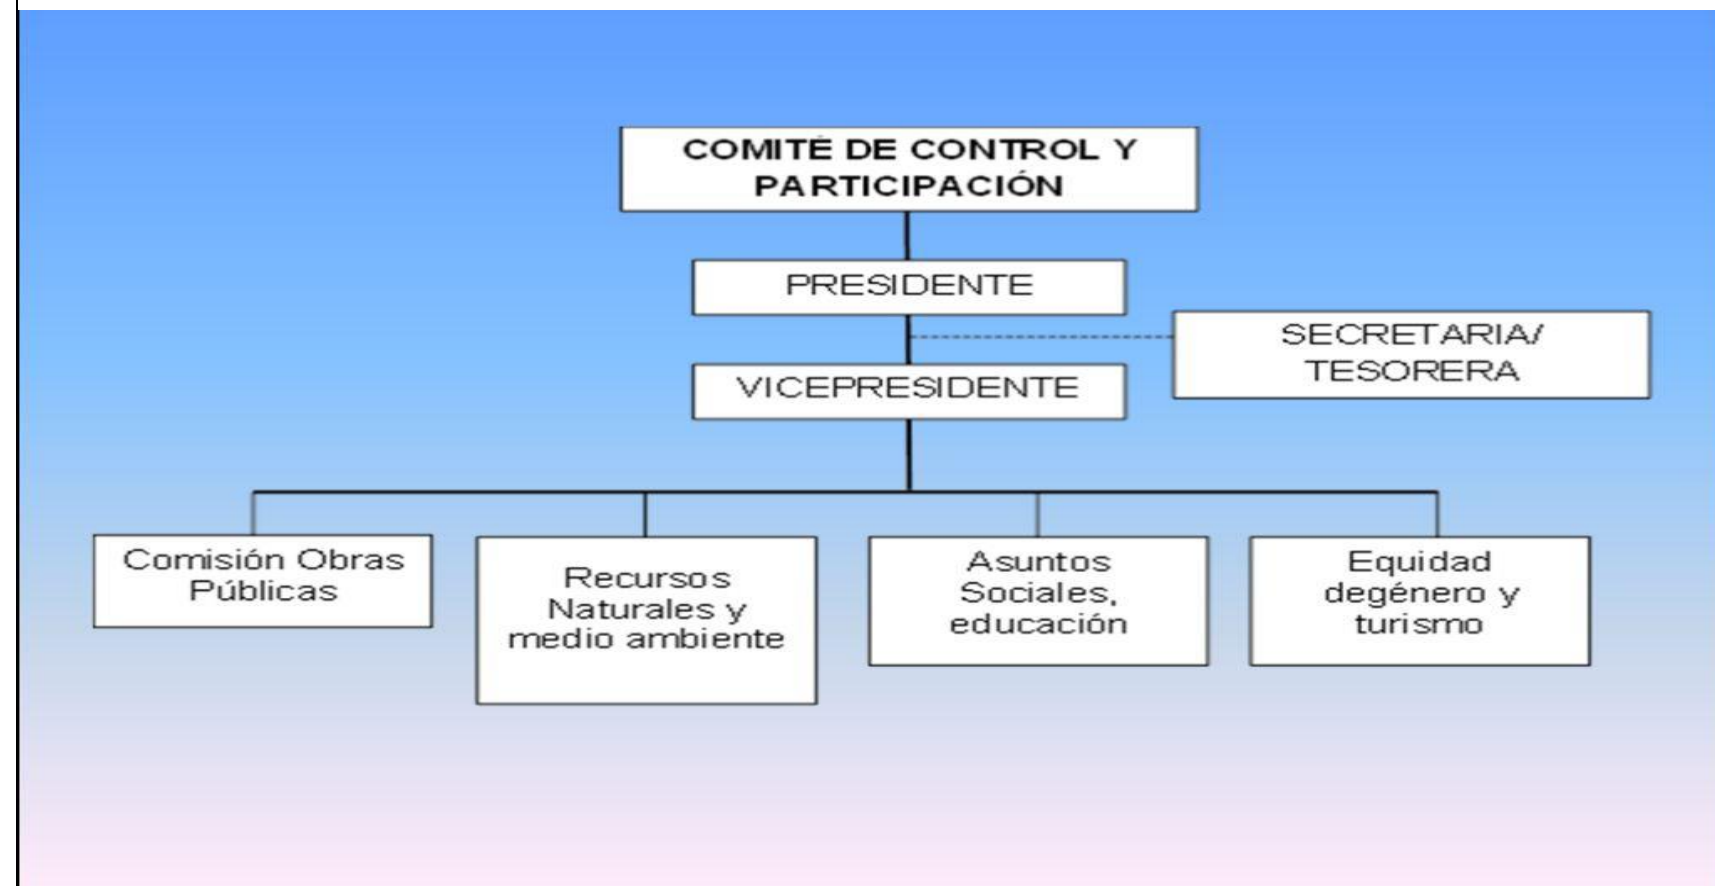 COMITÉ DE CONTROL Y
PARTICIPACIÓN
PRESIDENTE
SECRETARIA/
TESORERA
VICEPRESIDENTE
Comisión Obras
Públicas
Recursos
Naturales y
medio ambiente
Asuntos
Sociales,
educación
Equidad
degénero y
turismo